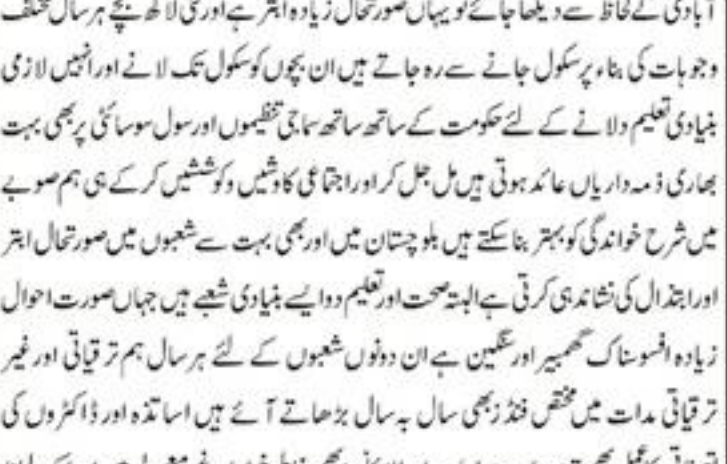 آبادی کے لحاظ سے دیکھا جائے تو یہاں صورتحال زیادہ ابتر ہے اور کئی لاکھ بچے ہر سال مختلف
وجوہات کی بناء پر سکول جانے سے رہ جاتے ہیں ان بچوں کو سکول تک لانے اور انہیں لازمی
بنیادی تعلیم دلانے کے لئے حکومت کے ساتھ ساتھ سماجی تنظیموں اور سول سوسائٹی پر بھی بہت
بھاری ذمہ داریاں عائد ہوتی ہیں مل جل کر اور اجتماعی کاوشیں وکوششیں کرکے ہی ہم صوبے
میں شرح خواندگی کو بہتر بنا سکتے ہیں بلوچستان میں اور بھی بہت سے شعبوں میں صورتحال ابتر
اور ابتذال کی نشاندہی کرتی ہے البتہ صحت اور تعلیم دو ایسے بنیادی شعبے ہیں جہاں صورت احوال
زیادہ افسوسناک گھمبیر اور سنگین ہے ان دونوں شعبوں کے لئے ہر سال ہم ترقیاتی اور غیر
ترقیاتی مدات میں مختص فنڈز بھی سال بہ سال بڑھاتے آئے ہیں اساتذہ اور ڈاکٹروں کی